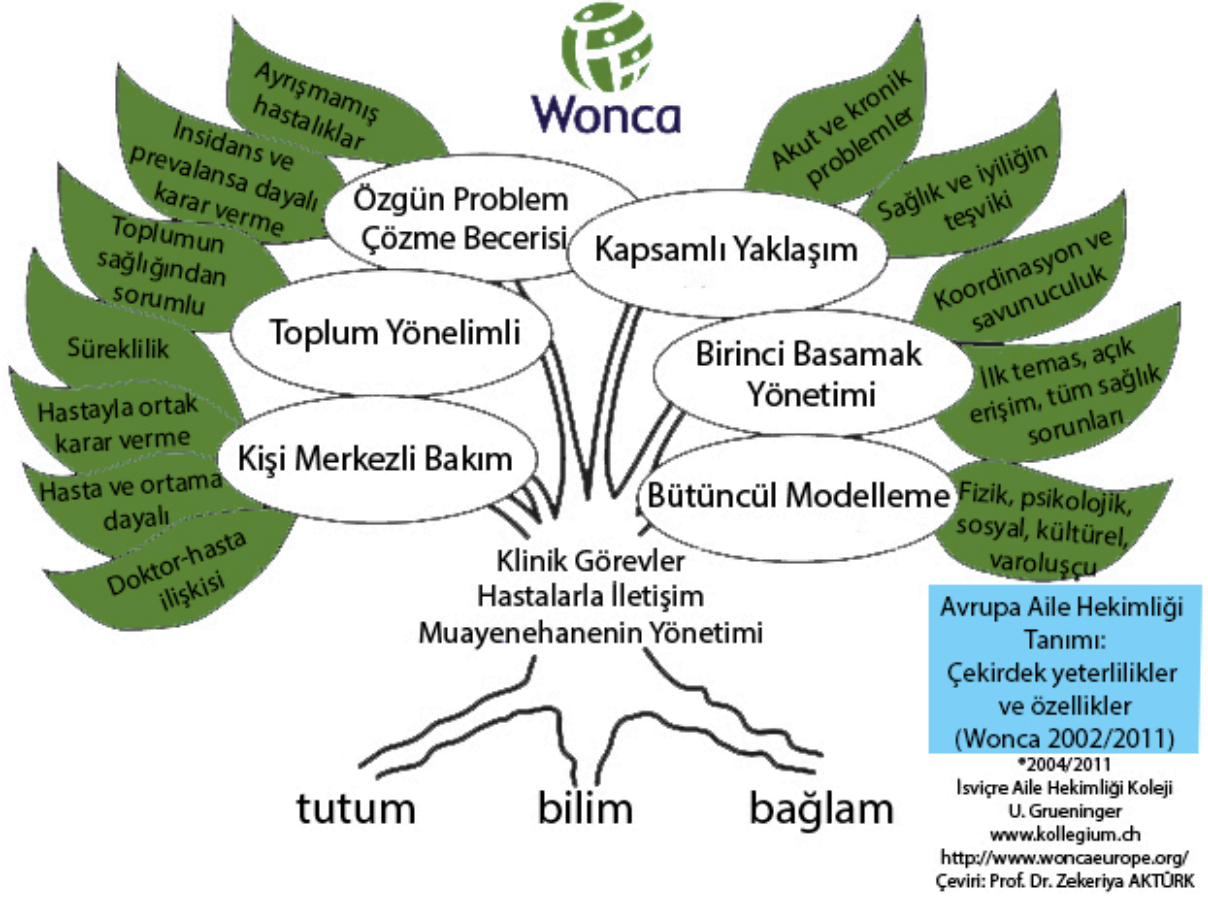 Wonca
Ayrışmamış
hastalıklar
İnsidans ve
prevalansa dayalı
karar verme
Toplumun
sağlığından
sorumlu
Süreklilik
Hastayla ortak
karar verme
Hasta ve ortama
dayalı
Doktor-hasta
ilişkisi
Özgün Problem
Çözme Becerisi
Toplum Yönelimli
Kişi Merkezli Bakım
Kapsamlı Yaklaşım
Birinci Basamak
Yönetimi
Bütüncül Modelleme
Akut ve kronik
problemler
Sağlık ve iyiliğin
teşviki
Koordinasyon ve
savunuculuk
İlk temas, açık
erişim, tüm sağlık
sorunları
Fizik, psikolojik,
sosyal, kültürel,
varoluşçu
Klinik Görevler
Hastalarla İletişim
Muayenehanenin Yönetimi
tutum
bilim
bağlam
Avrupa Aile Hekimliği
Tanımı:
Çekirdek yeterlilikler
ve özellikler
(Wonca 2002/2011)
°2004/2011
İsviçre Aile Hekimliği Koleji
U. Grueninger
www.kollegium.ch
http://www.woncaeurope.org/
Çeviri: Prof. Dr. Zekeriya AKTÜRK